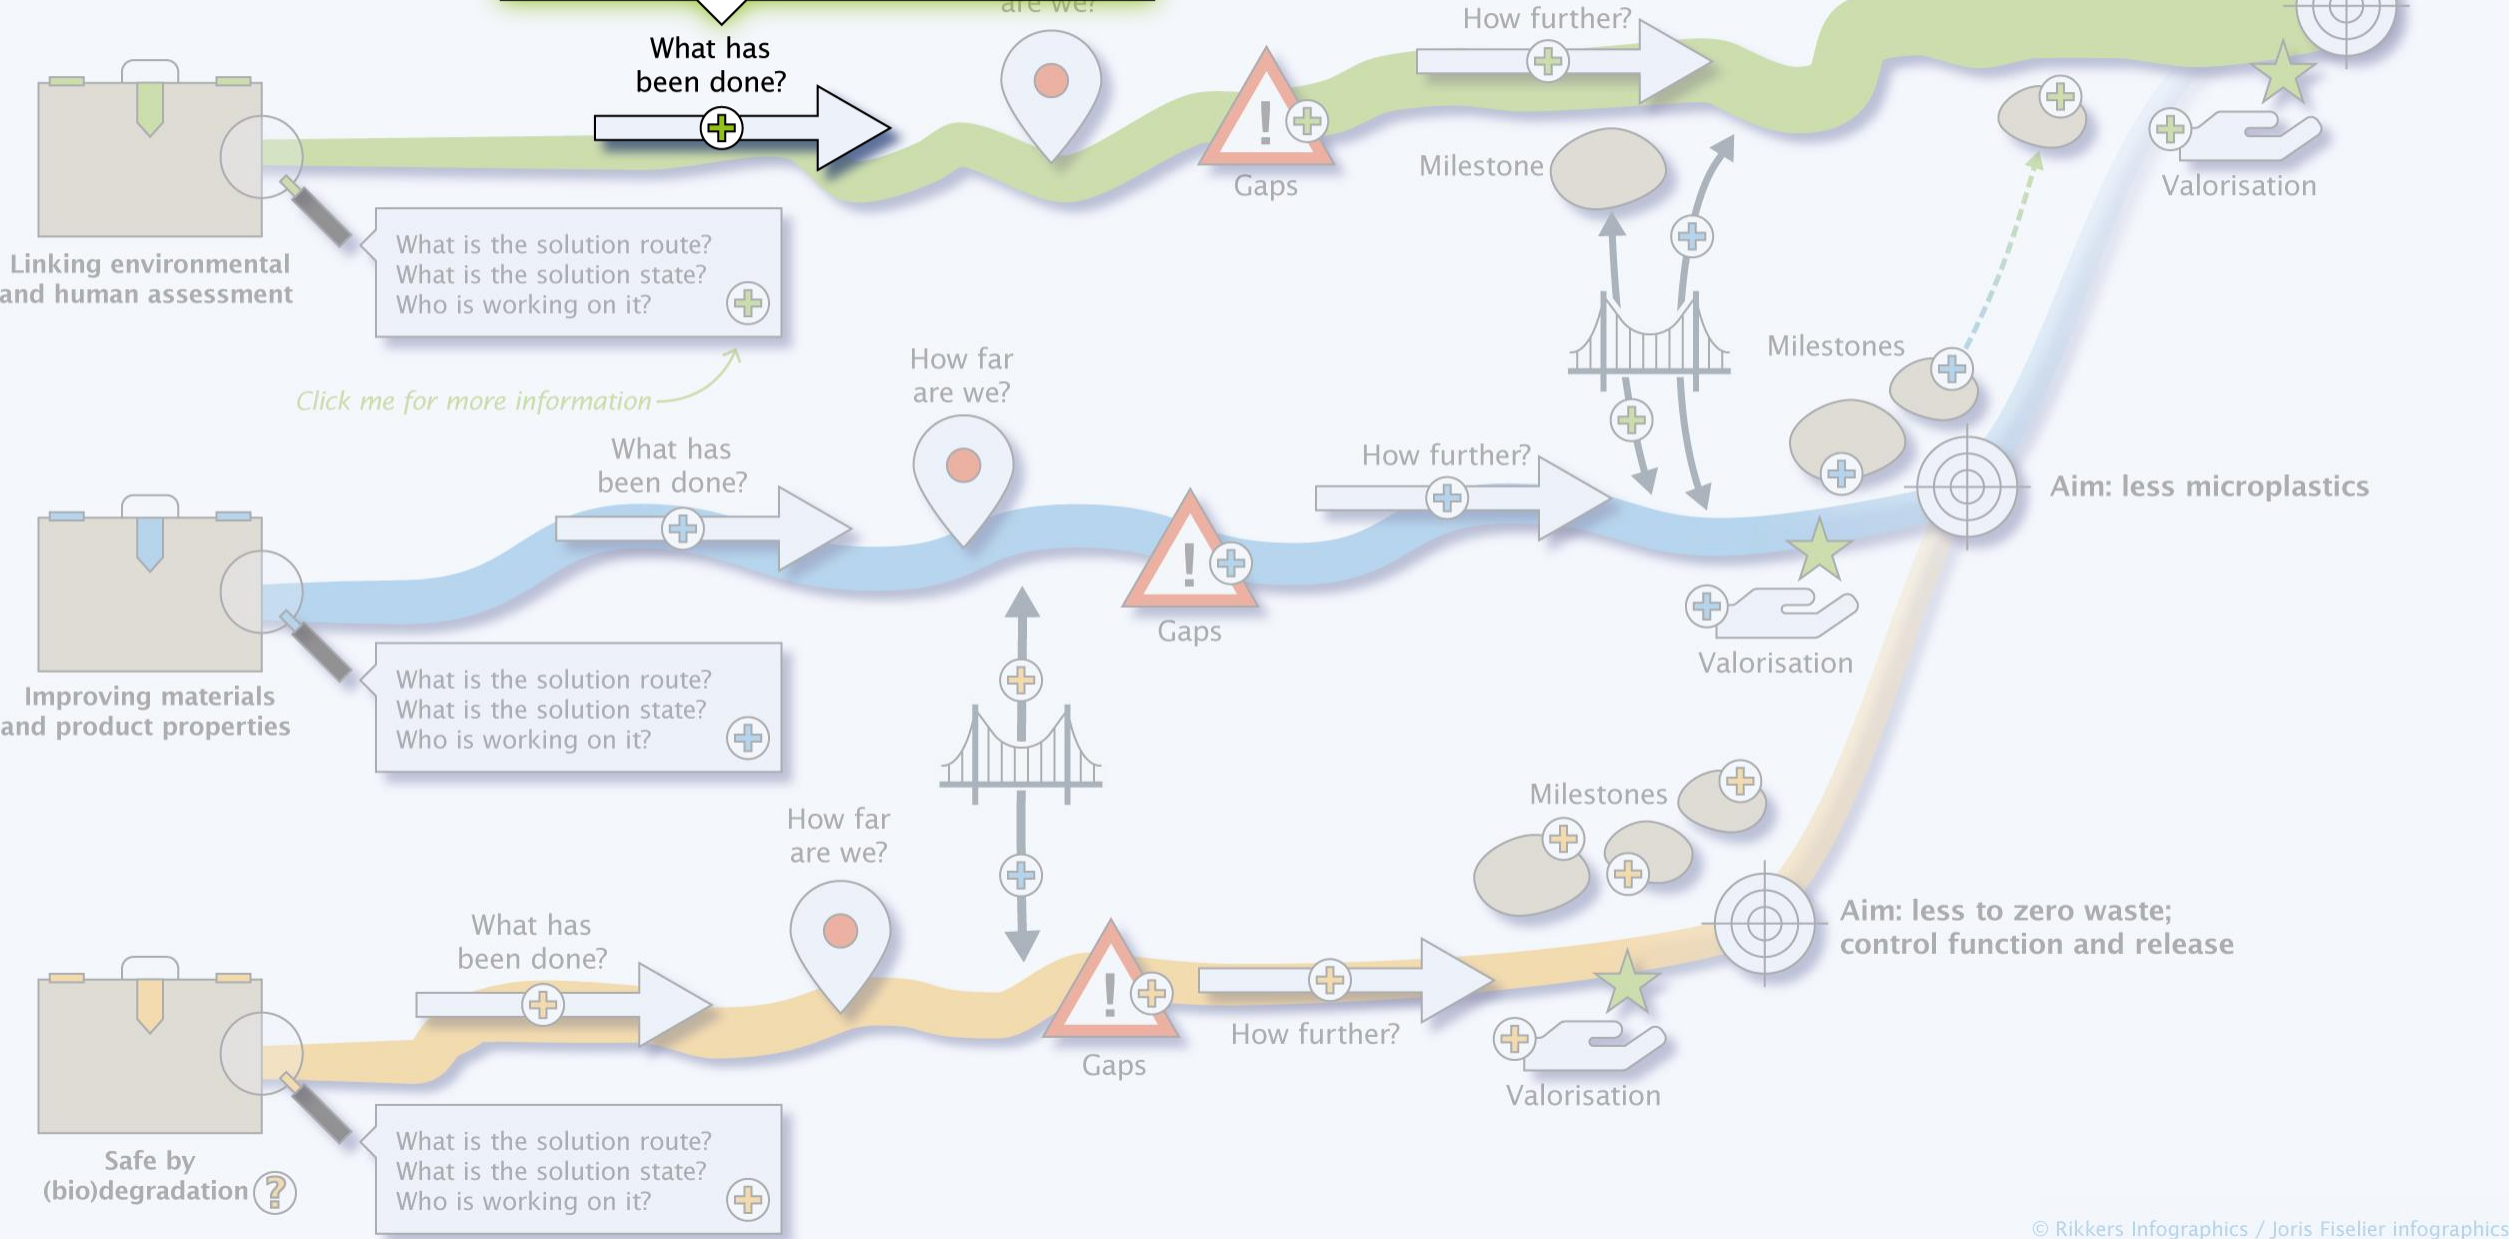 are we?
How further?
What has
been done?
Milestone
Gaps
Valorisation
What is the solution route?
What is the solution state?
Who is working on it?
Linking environmental
and human assessment
Click me for more information
Milestones
How far
are we?
What has
been done?
How further?
Aim: less microplastics
Gaps
Valorisation
What is the solution route?
What is the solution state?
Who is working on it?
Improving materials
and product properties
Milestones
How far
are we?
What has
been done?
Aim: less to zero waste;
control function and release
How further?
Gaps
Valorisation
What is the solution route?
What is the solution state?
Who is working on it?
Safe by
(bio)degradation ?
© Rikkers Infographics / Joris Fiselier infographics